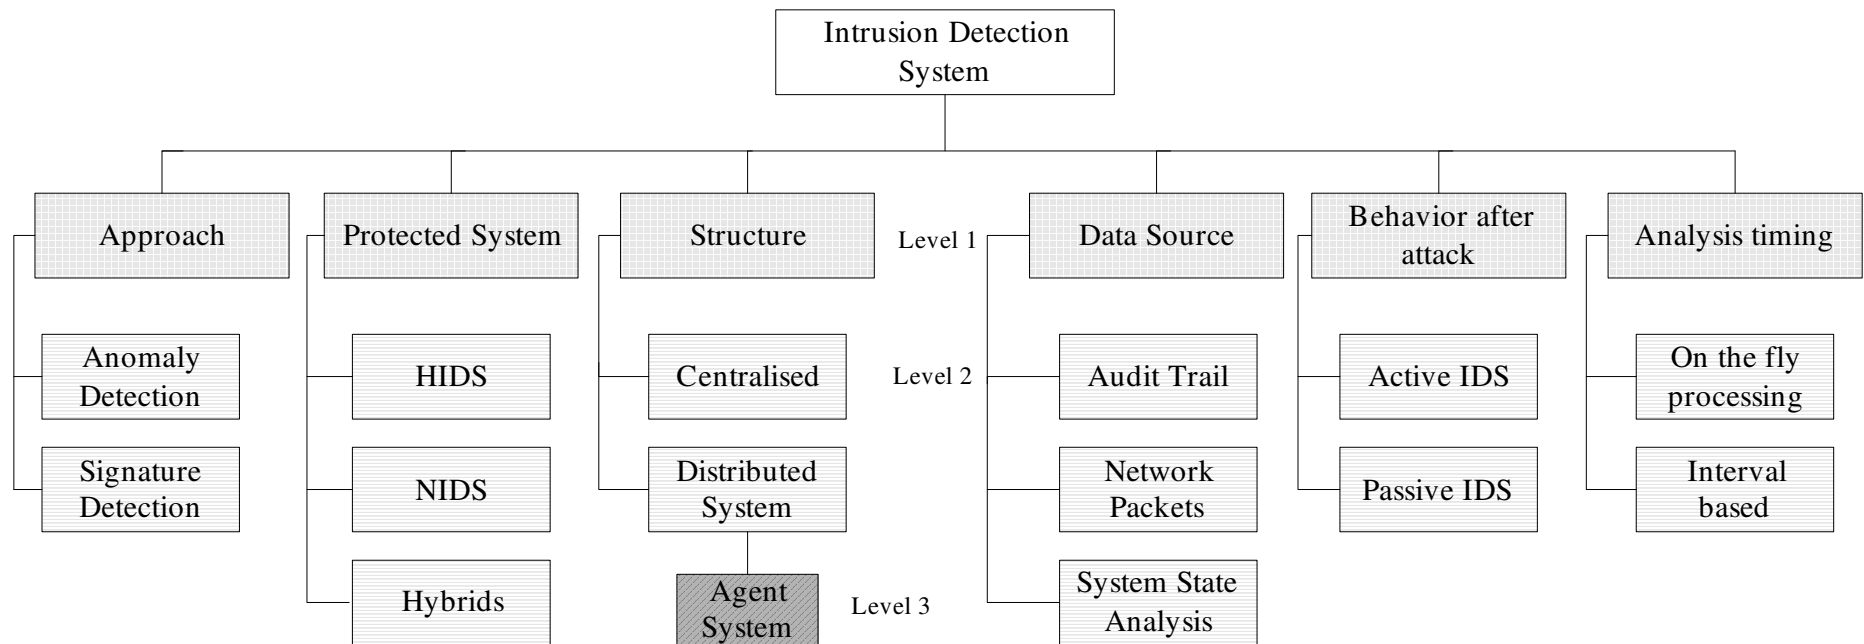 Intrusion Detection
System
Approach
Anomaly
Detection
Signature
Detection
Protected System
HIDS
NIDS
Hybrids
Structure
Centralised
Distributed
System
Agent
System
Level 1
Level 2
Level 3
Data Source
Audit Trail
Network
Packets
System State
Analysis
Behavior after
attack
Active IDS
Passive IDS
Analysis timing
On the fly
processing
Interval
based